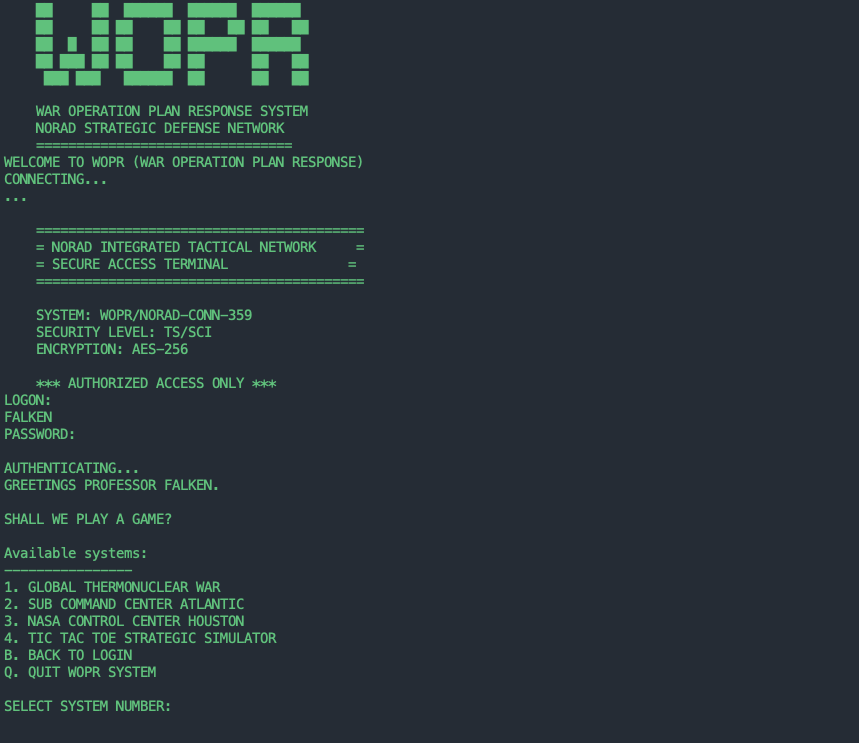 WOPR
WAR OPERATION PLAN RESPONSE SYSTEM
NORAD STRATEGIC DEFENSE NETWORK
================================
WELCOME TO WOPR (WAR OPERATION PLAN RESPONSE)
CONNECTING...
...
=========================================
= NORAD INTEGRATED TACTICAL NETWORK     =
= SECURE ACCESS TERMINAL               =
=========================================
SYSTEM: WOPR/NORAD-CONN-359
SECURITY LEVEL: TS/SCI
ENCRYPTION: AES-256
*** AUTHORIZED ACCESS ONLY ***
LOGON:
FALKEN
PASSWORD:
AUTHENTICATING...
GREETINGS PROFESSOR FALKEN.
SHALL WE PLAY A GAME?
Available systems:
----------------
1. GLOBAL THERMONUCLEAR WAR
2. SUB COMMAND CENTER ATLANTIC
3. NASA CONTROL CENTER HOUSTON
4. TIC TAC TOE STRATEGIC SIMULATOR
B. BACK TO LOGIN
Q. QUIT WOPR SYSTEM
SELECT SYSTEM NUMBER: